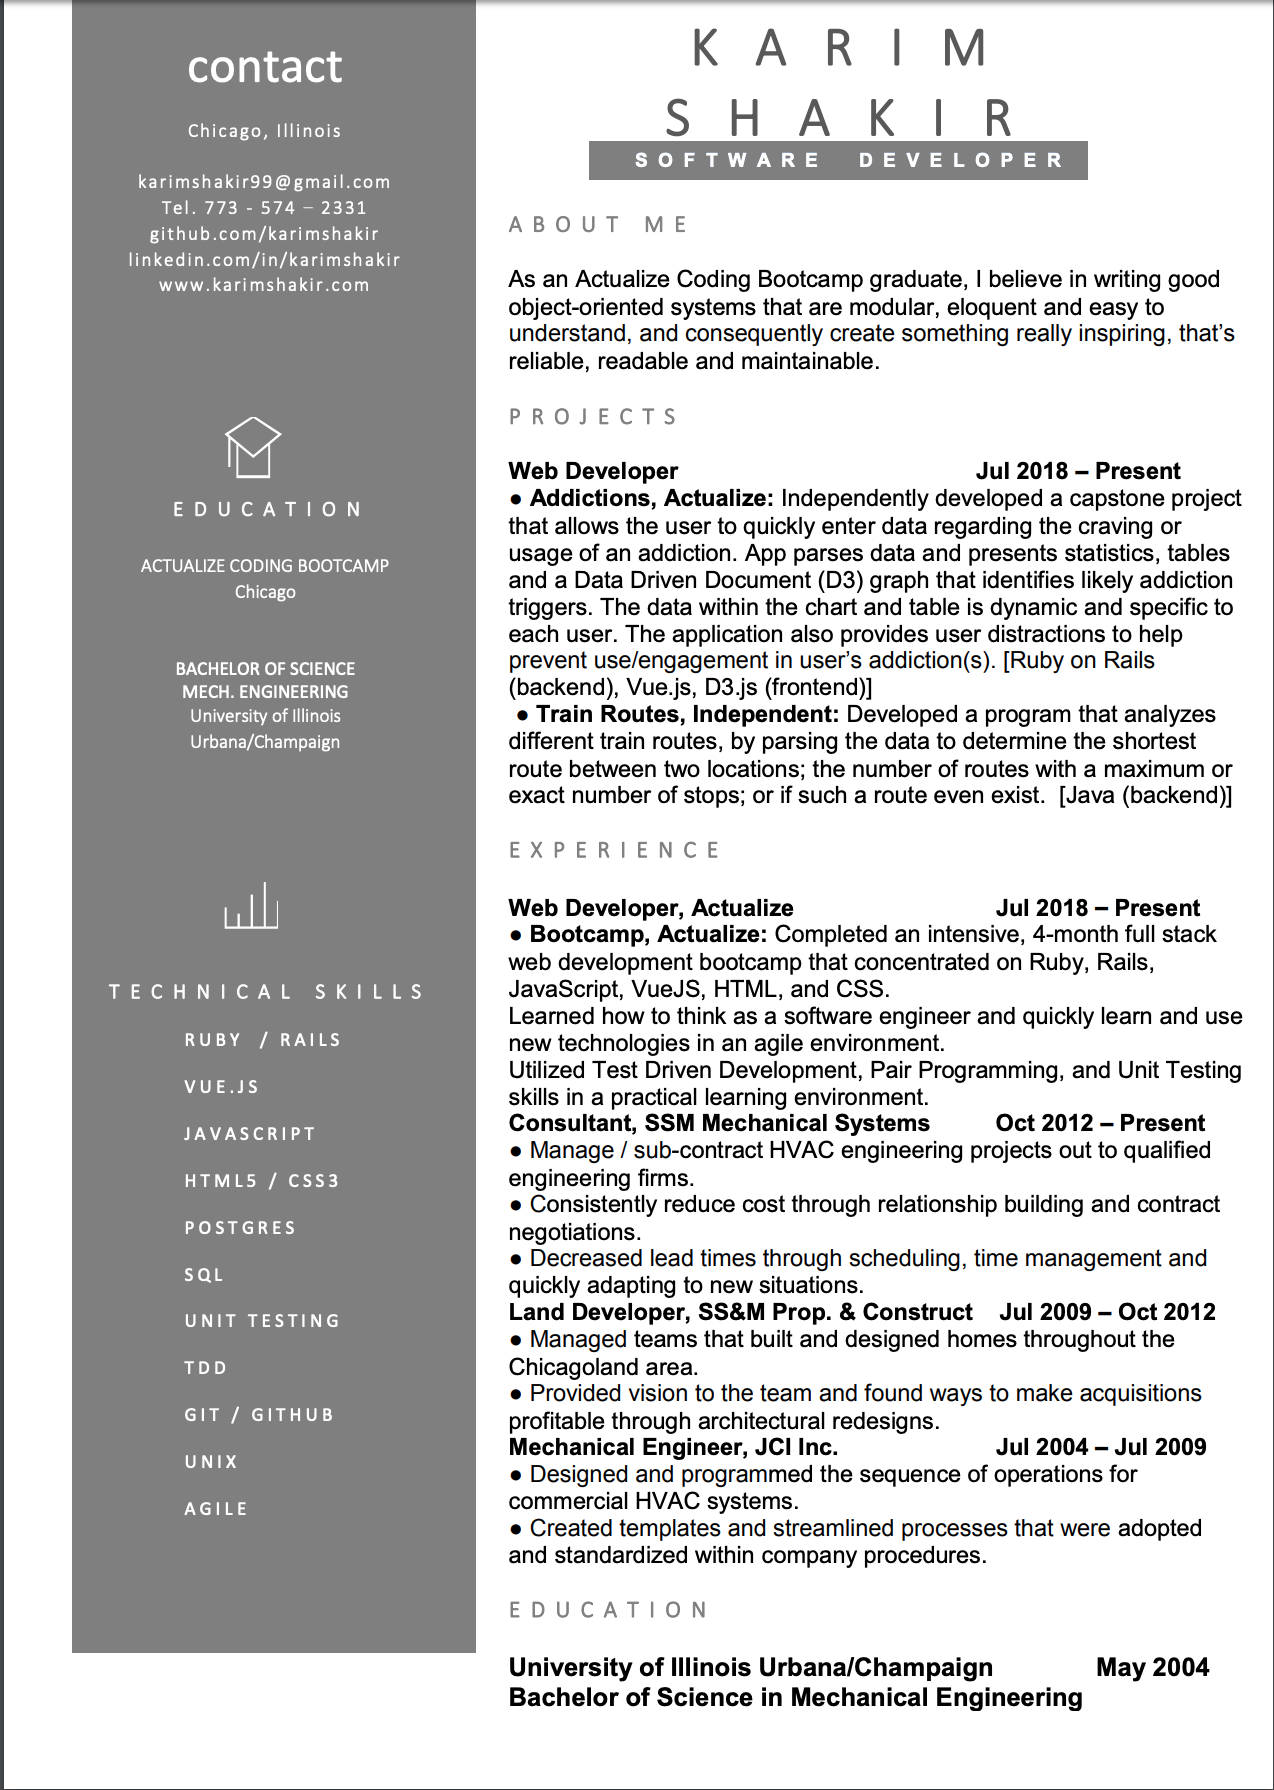 contact
Chicago, Illinois
karimshakir99@gmail.com
Tel. 773 - 574 – 2331
github.com/karimshakir
linkedin.com/in/karimshakir
www.karimshakir.com
EDUCATION
ACTUALIZE CODING BOOTCAMP
Chicago
BACHELOR OF SCIENCE
MECH. ENGINEERING
University of Illinois
Urbana/Champaign
TECHNICAL SKILLS
RUBY / RAILS
VUE.JS
JAVASCRIPT
HTML5 / CSS3
POSTGRES
SQL
UNIT TESTING
TDD
GIT / GITHUB
UNIX
AGILE
KARIM
SHAKIR
SOFTWARE DEVELOPER
ABOUT ME
As an Actualize Coding Bootcamp graduate, I believe in writing good
object-oriented systems that are modular, eloquent and easy to
understand, and consequently create something really inspiring, that’s
reliable, readable and maintainable.
PROJECTS
Web Developer Jul 2018 – Present
● Addictions, Actualize: Independently developed a capstone project
that allows the user to quickly enter data regarding the craving or
usage of an addiction. App parses data and presents statistics, tables
and a Data Driven Document (D3) graph that identifies likely addiction
triggers. The data within the chart and table is dynamic and specific to
each user. The application also provides user distractions to help
prevent use/engagement in user’s addiction(s). [Ruby on Rails
(backend), Vue.js, D3.js (frontend)]
● Train Routes, Independent: Developed a program that analyzes
different train routes, by parsing the data to determine the shortest
route between two locations; the number of routes with a maximum or
exact number of stops; or if such a route even exist. [Java (backend)]
EXPERIENCE
Web Developer, Actualize Jul 2018 – Present
● Bootcamp, Actualize: Completed an intensive, 4-month full stack
web development bootcamp that concentrated on Ruby, Rails,
JavaScript, VueJS, HTML, and CSS.
Learned how to think as a software engineer and quickly learn and use
new technologies in an agile environment.
Utilized Test Driven Development, Pair Programming, and Unit Testing
skills in a practical learning environment.
Consultant, SSM Mechanical Systems Oct 2012 – Present
● Manage / sub-contract HVAC engineering projects out to qualified
engineering firms.
● Consistently reduce cost through relationship building and contract
negotiations.
● Decreased lead times through scheduling, time management and
quickly adapting to new situations.
Land Developer, SS&M Prop. & Construct Jul 2009 – Oct 2012
● Managed teams that built and designed homes throughout the
Chicagoland area.
● Provided vision to the team and found ways to make acquisitions
profitable through architectural redesigns.
Mechanical Engineer, JCI Inc. Jul 2004 – Jul 2009
● Designed and programmed the sequence of operations for
commercial HVAC systems.
● Created templates and streamlined processes that were adopted
and standardized within company procedures.
EDUCATION
University of Illinois Urbana/Champaign May 2004
Bachelor of Science in Mechanical Engineering